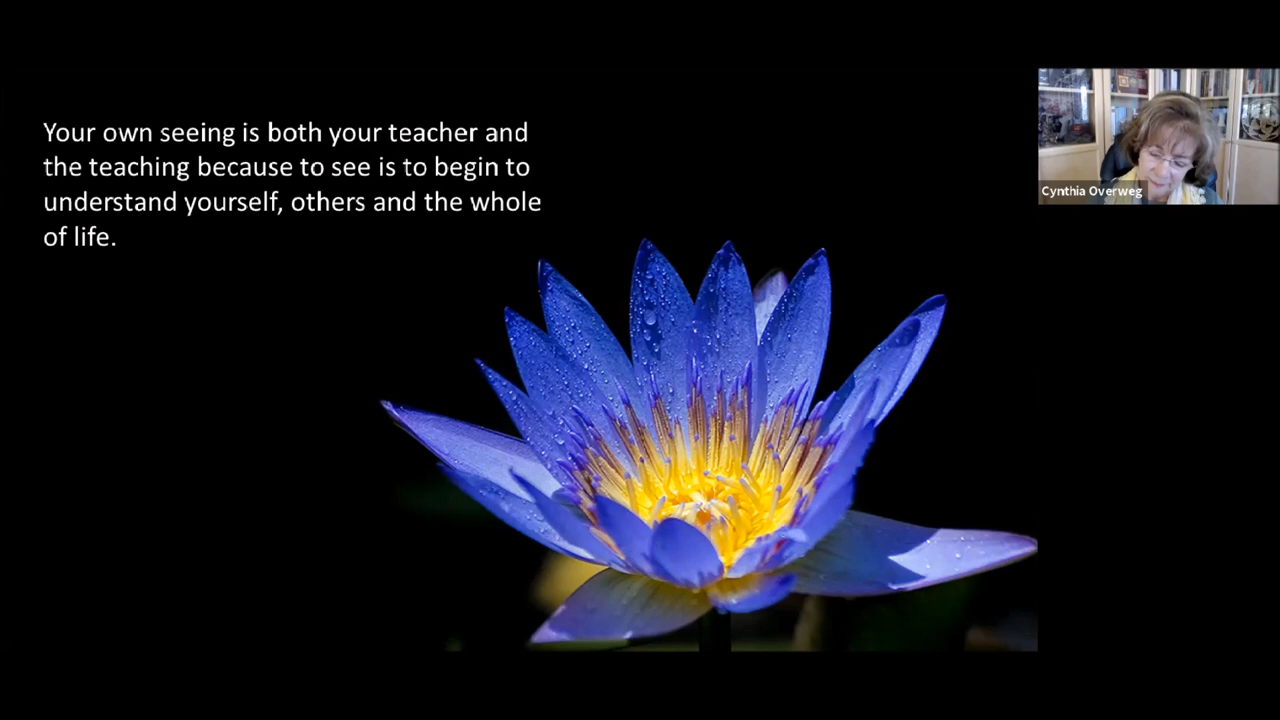 Your own seeing is both your teacher and
the teaching because to see is to begin to
understand yourself, others and the whole
of life.
Cynthia Overweg